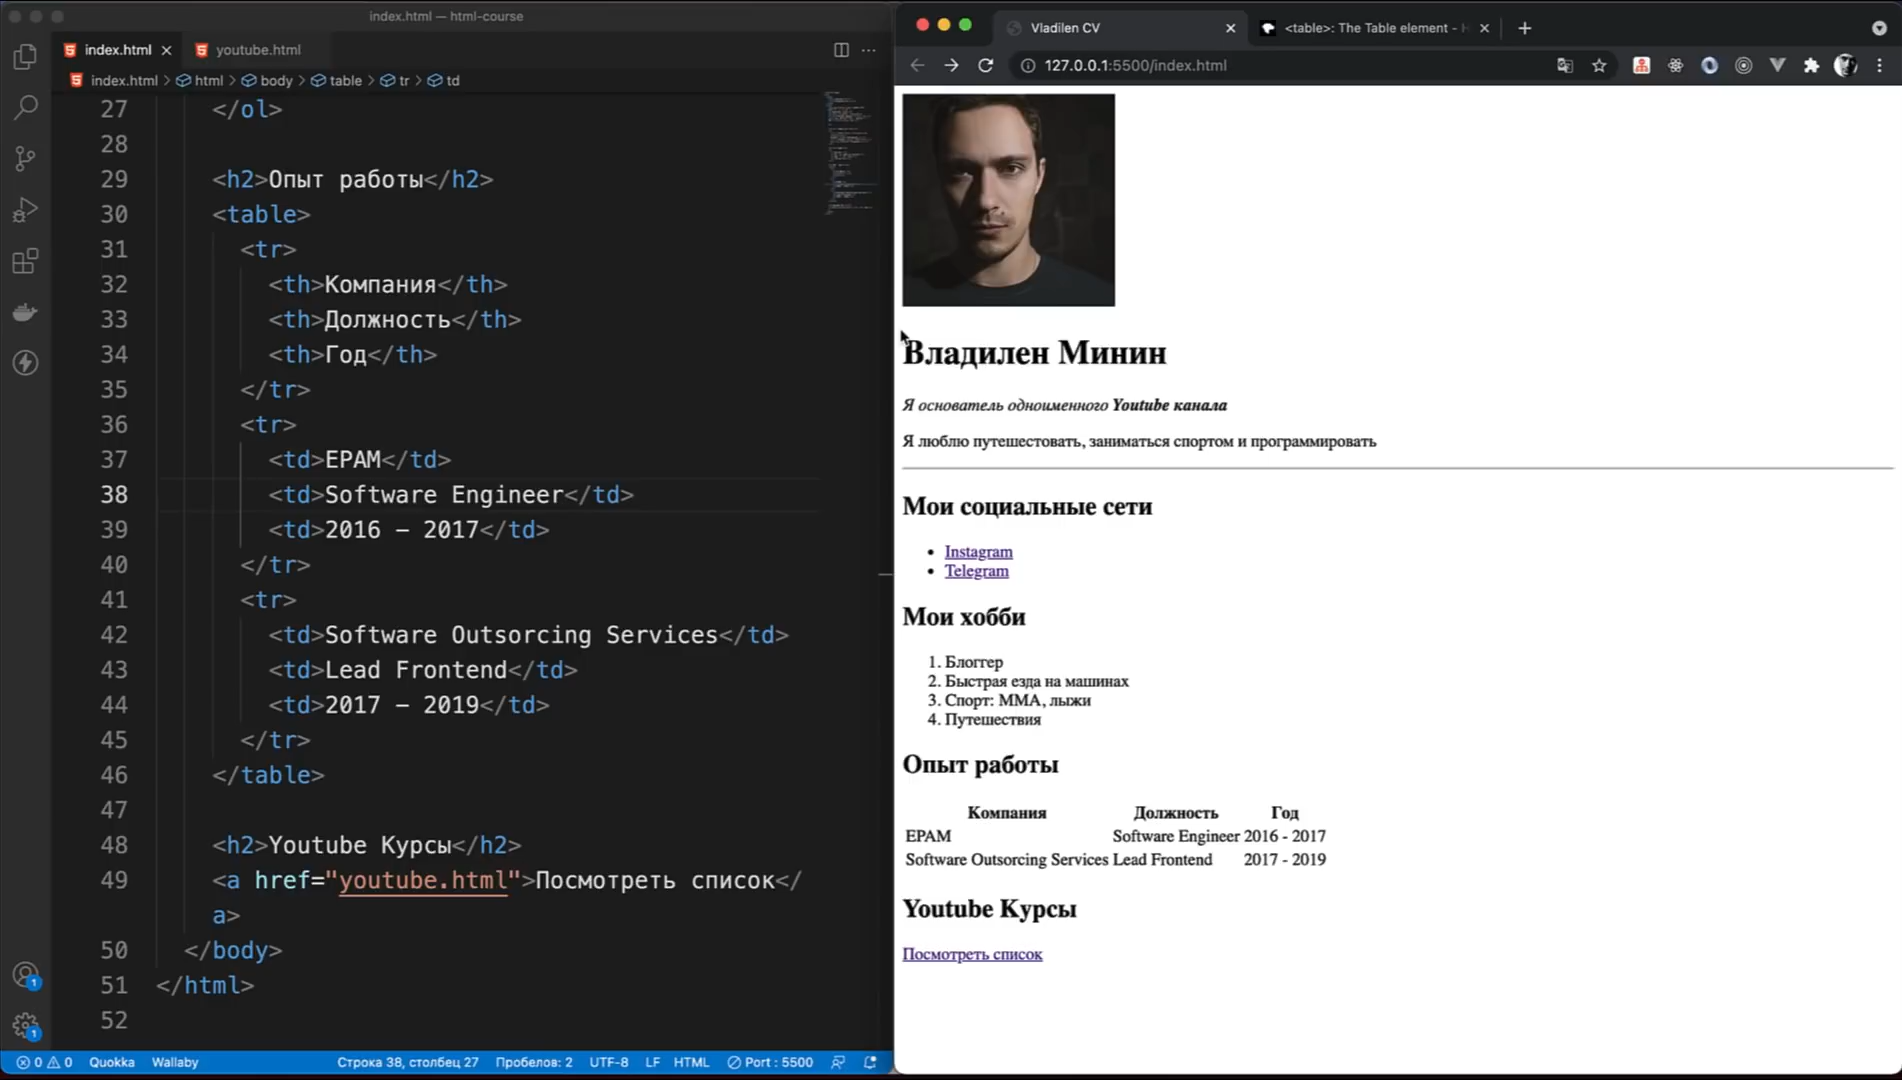 index.html — html-course
index.html
youtube.html
index.html > html > body > table > tr > td
27 </ol>
28
29 <h2>Опыт работы</h2>
30 <table>
31 <tr>
32 <th>Компания</th>
33 <th>Должность</th>
34 <th>Год</th>
35 </tr>
36 <tr>
37 <td>EPAM</td>
38 <td>Software Engineer</td>
39 <td>2016 - 2017</td>
40 </tr>
41 <tr>
42 <td>Software Outsorcing Services</td>
43 <td>Lead Frontend</td>
44 <td>2017 - 2019</td>
45 </tr>
46 </table>
47
48 <h2>Youtube Курсы</h2>
49 <a href="youtube.html">Посмотреть список</
a>
50 </body>
51 </html>
52
1
1
0 0 Quokka Wallaby Строка 38, столбец 27 Пробелов: 2 UTF-8 LF HTML Port : 5500
Vladilen CV
<table>: The Table element - H
127.0.0.1:5500/index.html
Владилен Минин
Я основатель одноименного Youtube канала
Я люблю путешестовать, заниматься спортом и программировать
Мои социальные сети
• Instagram
• Telegram
Мои хобби
1. Блоггер
2. Быстрая езда на машинах
3. Спорт: ММА, лыжи
4. Путешествия
Опыт работы
Компания Должность Год
EPAM Software Engineer 2016 - 2017
Software Outsorcing Services Lead Frontend 2017 - 2019
Youtube Курсы
Посмотреть список